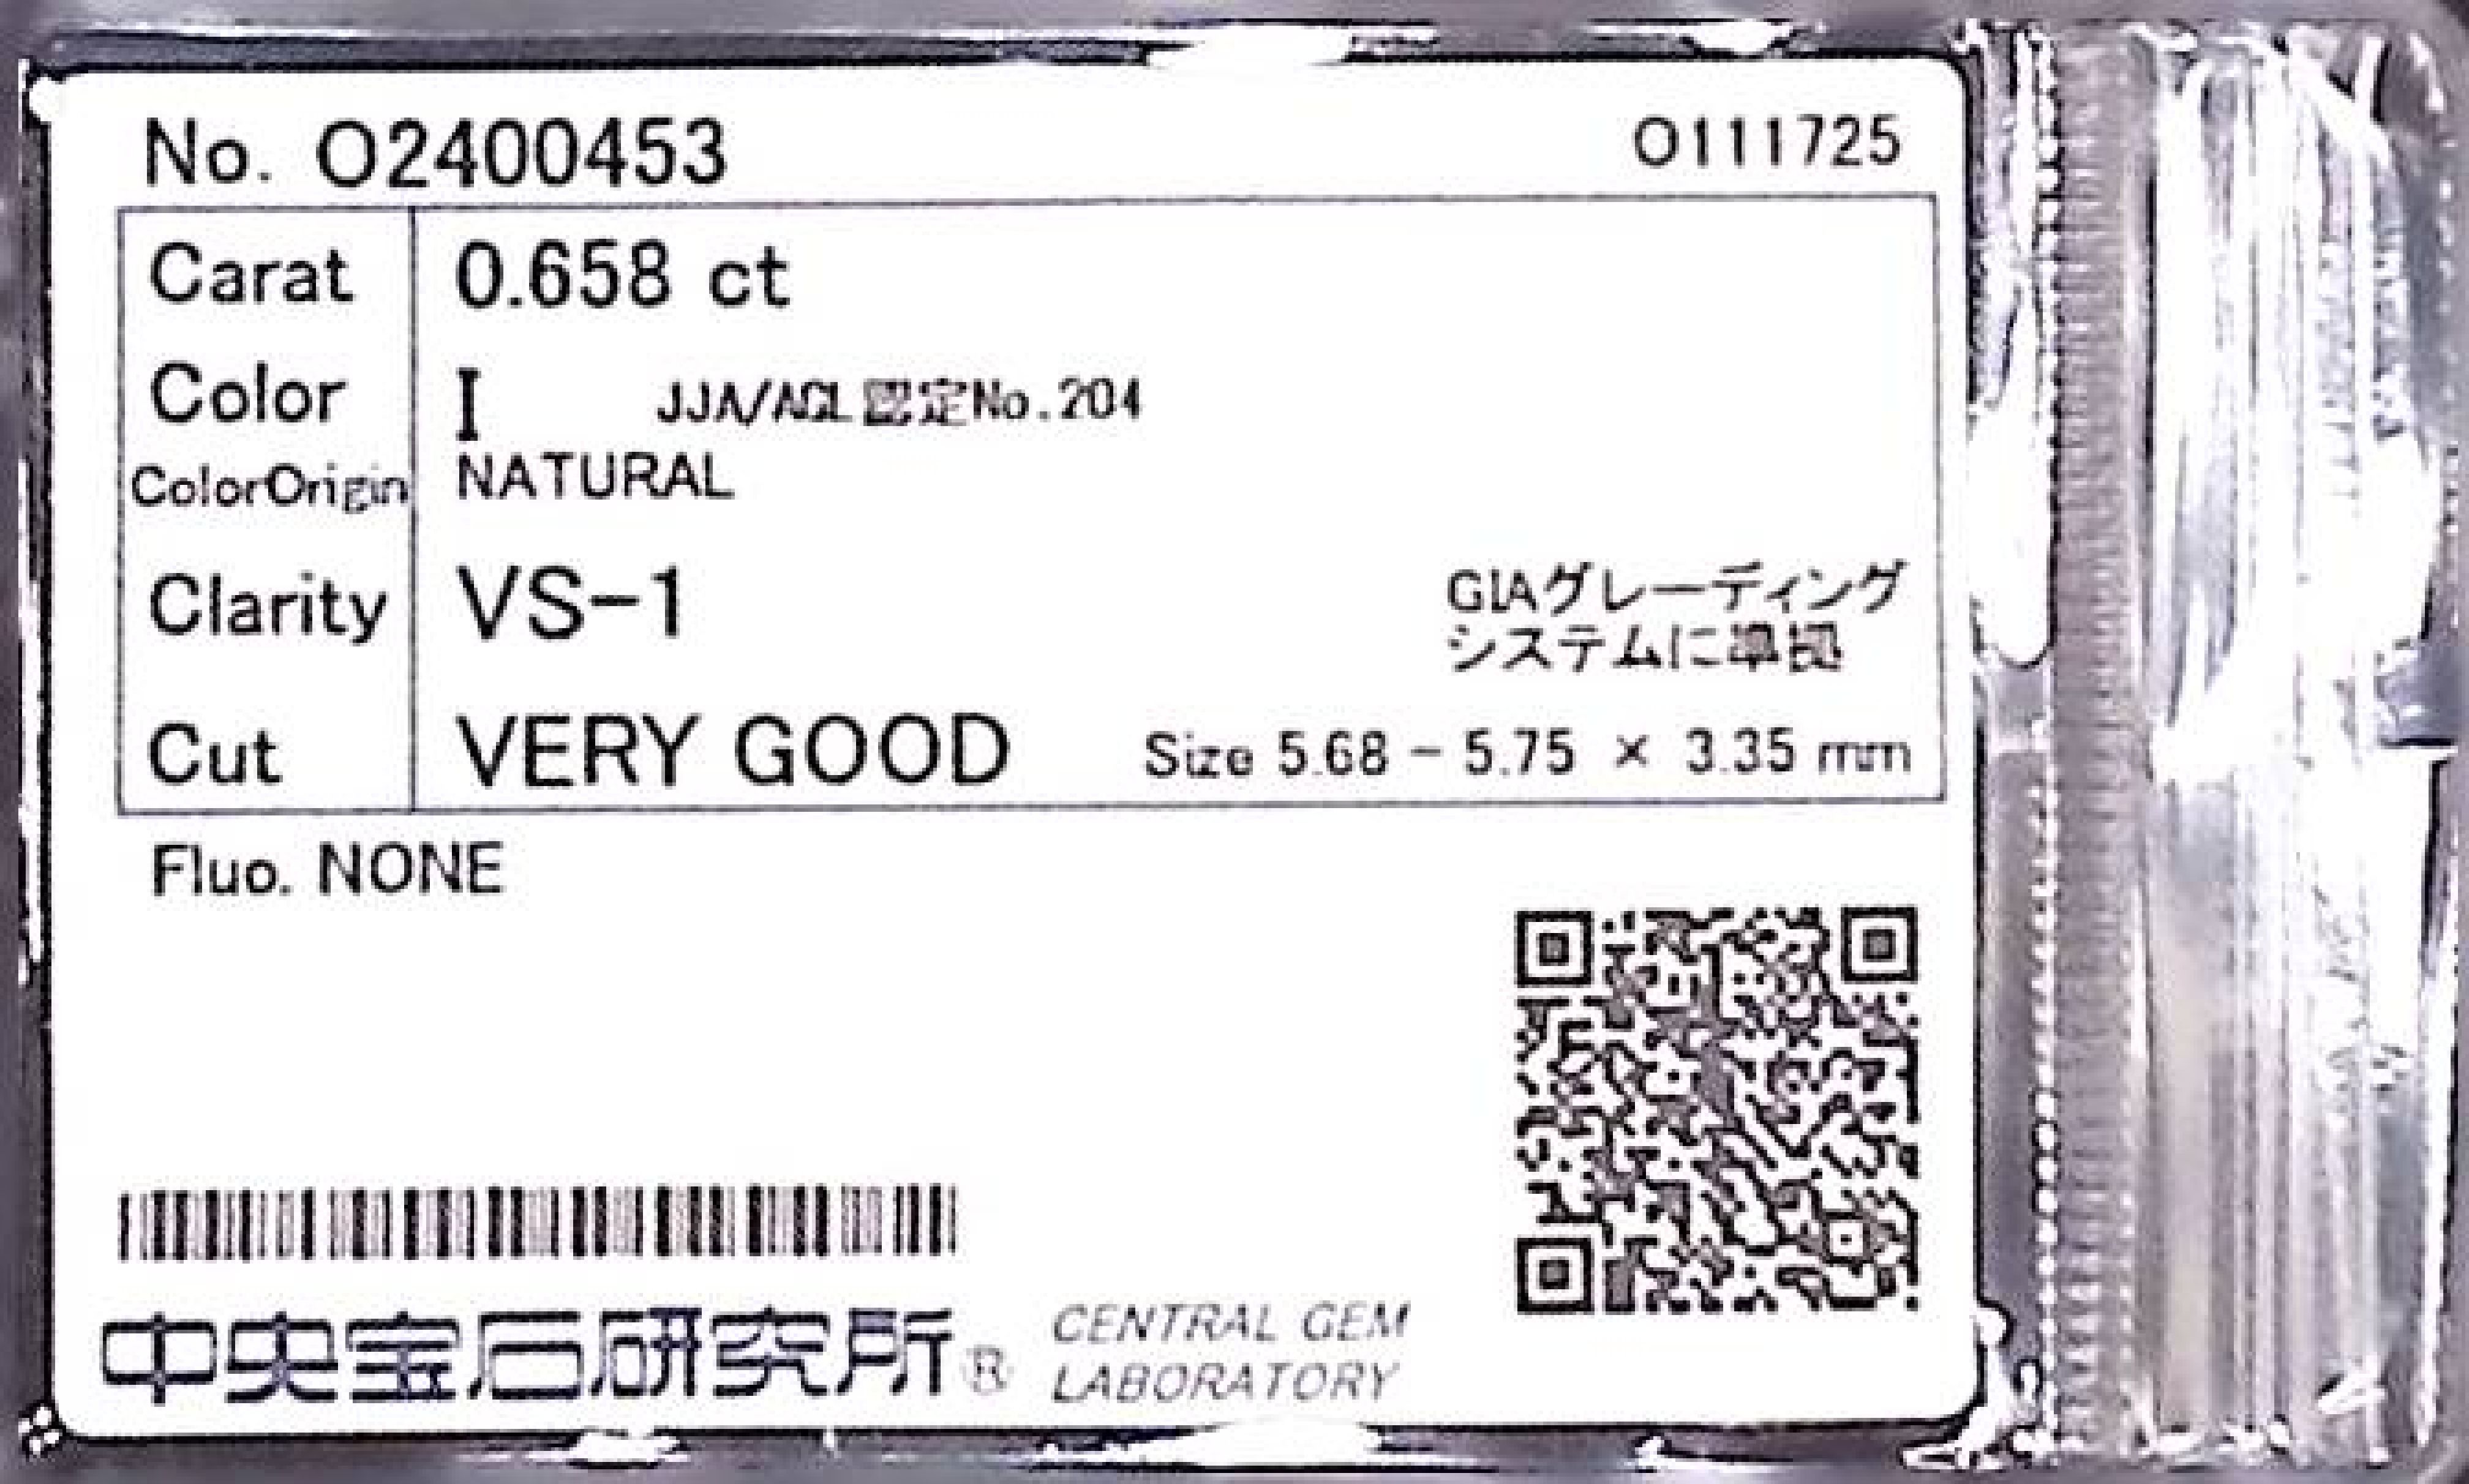 No. O2400453
O111725
Carat 0.658 ct
Color I JJA/AGL認定No.204
ColorOrigin NATURAL
Clarity VS-1
GIAグレーディング
システムに準拠
Cut VERY GOOD Size 5.68 - 5.75 × 3.35 mm
Fluo. NONE
中央宝石研究所®
CENTRAL GEM
LABORATORY